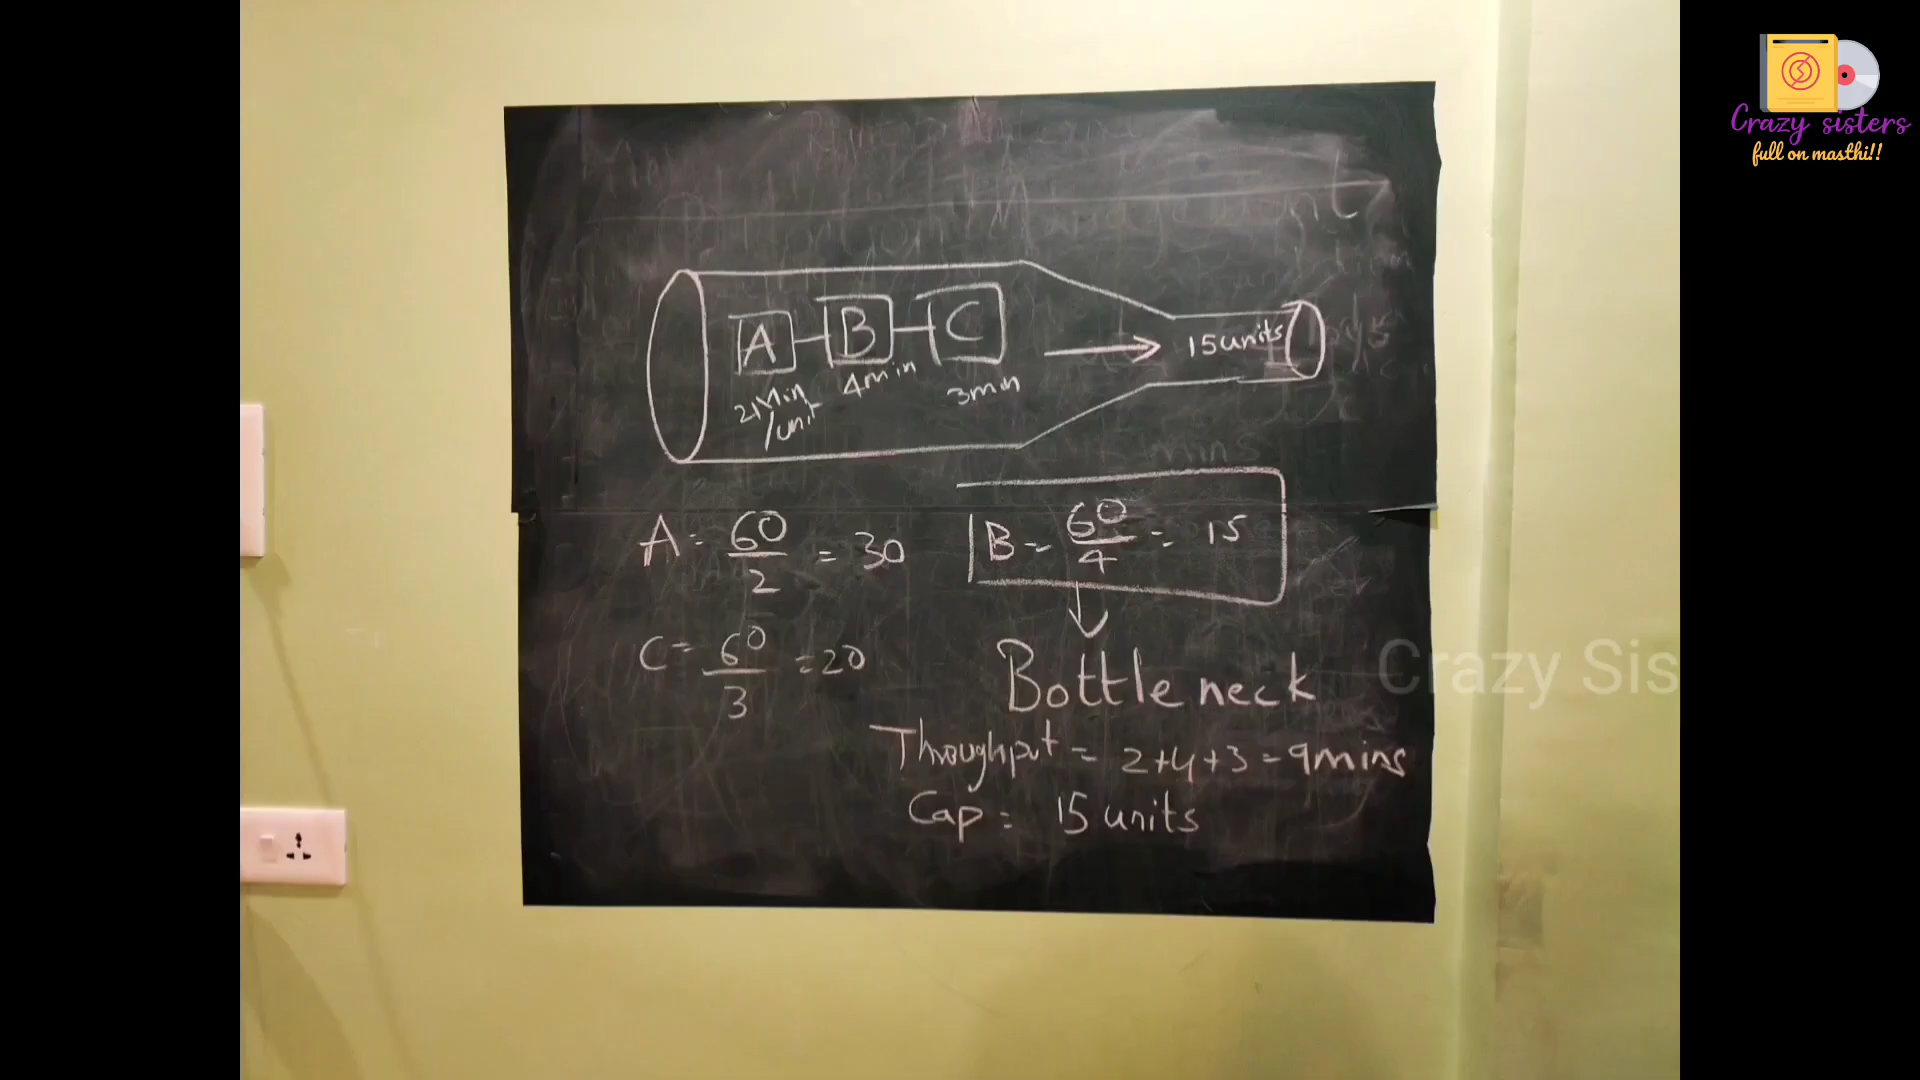 Crazy sisters
full on masthi!!
A B C
2 Min /unit
4 min
3 min
15 units
A = 60/2 = 30
B = 60/4 = 15
C = 60/3 = 20
Bottle neck
Throughput = 2+4+3 = 9 mins
Cap = 15 units
Crazy Sis